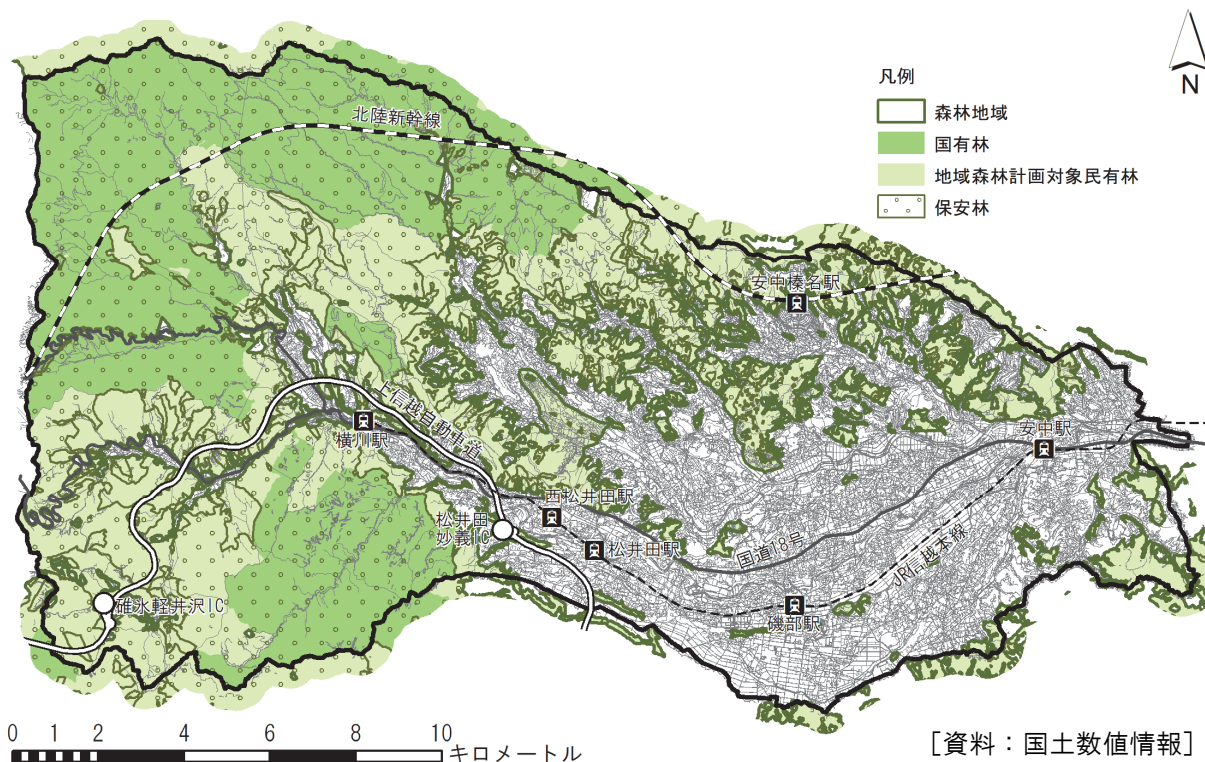 N
凡例
森林地域
国有林
地域森林計画対象民有林
保安林
北陸新幹線
安中榛名駅
上信越自動車道
横川駅
安中駅
西松井田駅
松井田
妙義IC
松井田駅
国道18号
JR信越本線
碓氷軽井沢IC
磯部駅
0 1 2 4 6 8 10
キロメートル
[資料:国土数値情報]